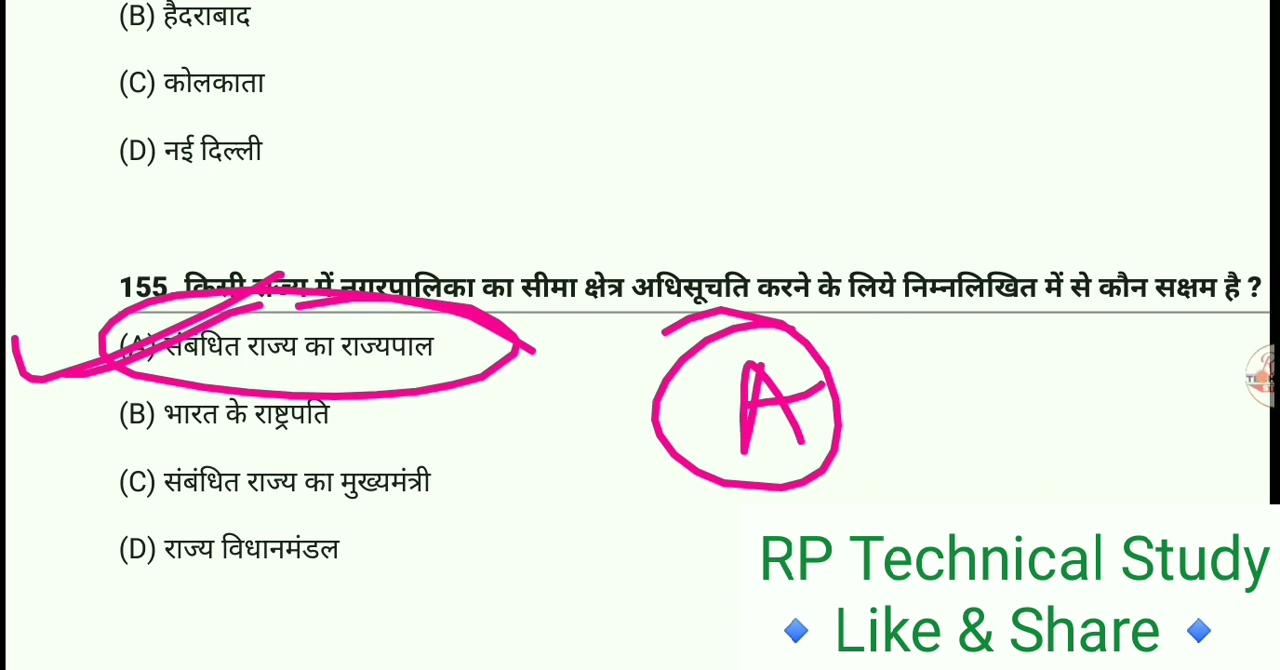 (B) हैदराबाद
(C) कोलकाता
(D) नई दिल्ली
155 किसी राज्य में नगरपालिका का सीमा क्षेत्र अधिसूचति करने के लिये निम्नलिखित में से कौन सक्षम है ?
(A) संबंधित राज्य का राज्यपाल
A
(B) भारत के राष्ट्रपति
(C) संबंधित राज्य का मुख्यमंत्री
(D) राज्य विधानमंडल
RP Technical Study
🔹 Like & Share 🔹